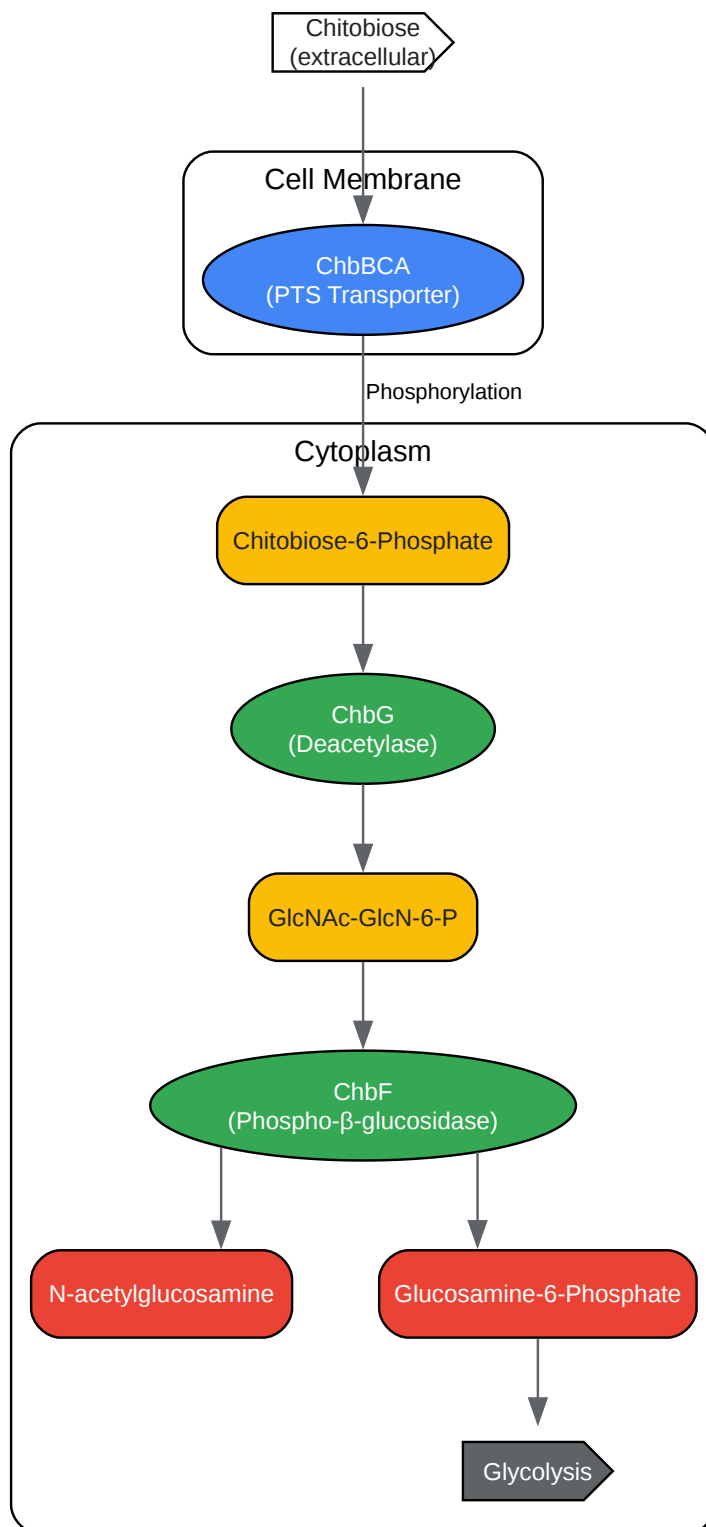 Chitobiose
(extracellular)
Cell Membrane
ChbBCA
(PTS Transporter)
Phosphorylation
Cytoplasm
Chitobiose-6-Phosphate
ChbG
(Deacetylase)
GlcNAc-GlcN-6-P
ChbF
(Phospho-β-glucosidase)
N-acetylglucosamine
Glucosamine-6-Phosphate
Glycolysis